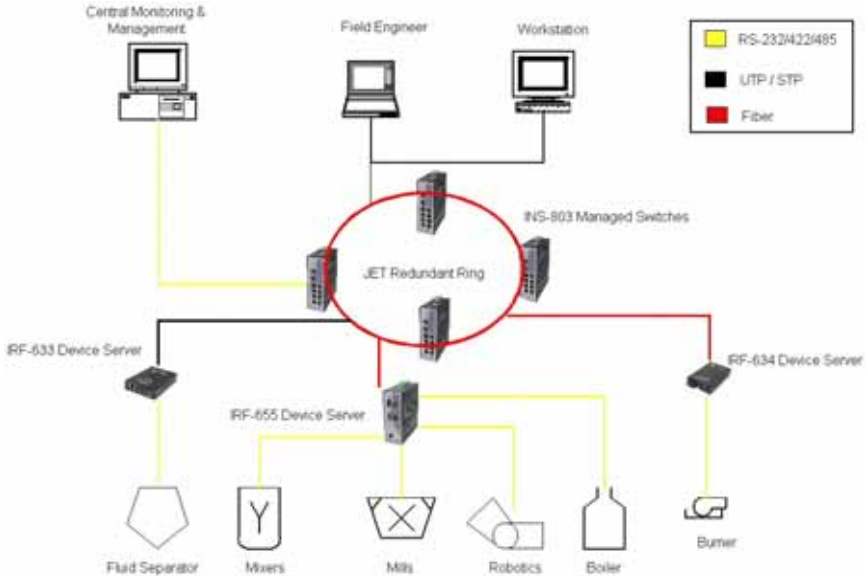 Central Monitoring &
Management
Field Engineer
Workstation
RS-232/422/485
UTP / STP
Fiber
INS-803 Managed Switches
JET Redundant Ring
IRF-633 Device Server
IRF-634 Device Server
IRF-655 Device Server
Fluid Separator
Mixers
Mills
Robotics
Boiler
Burner